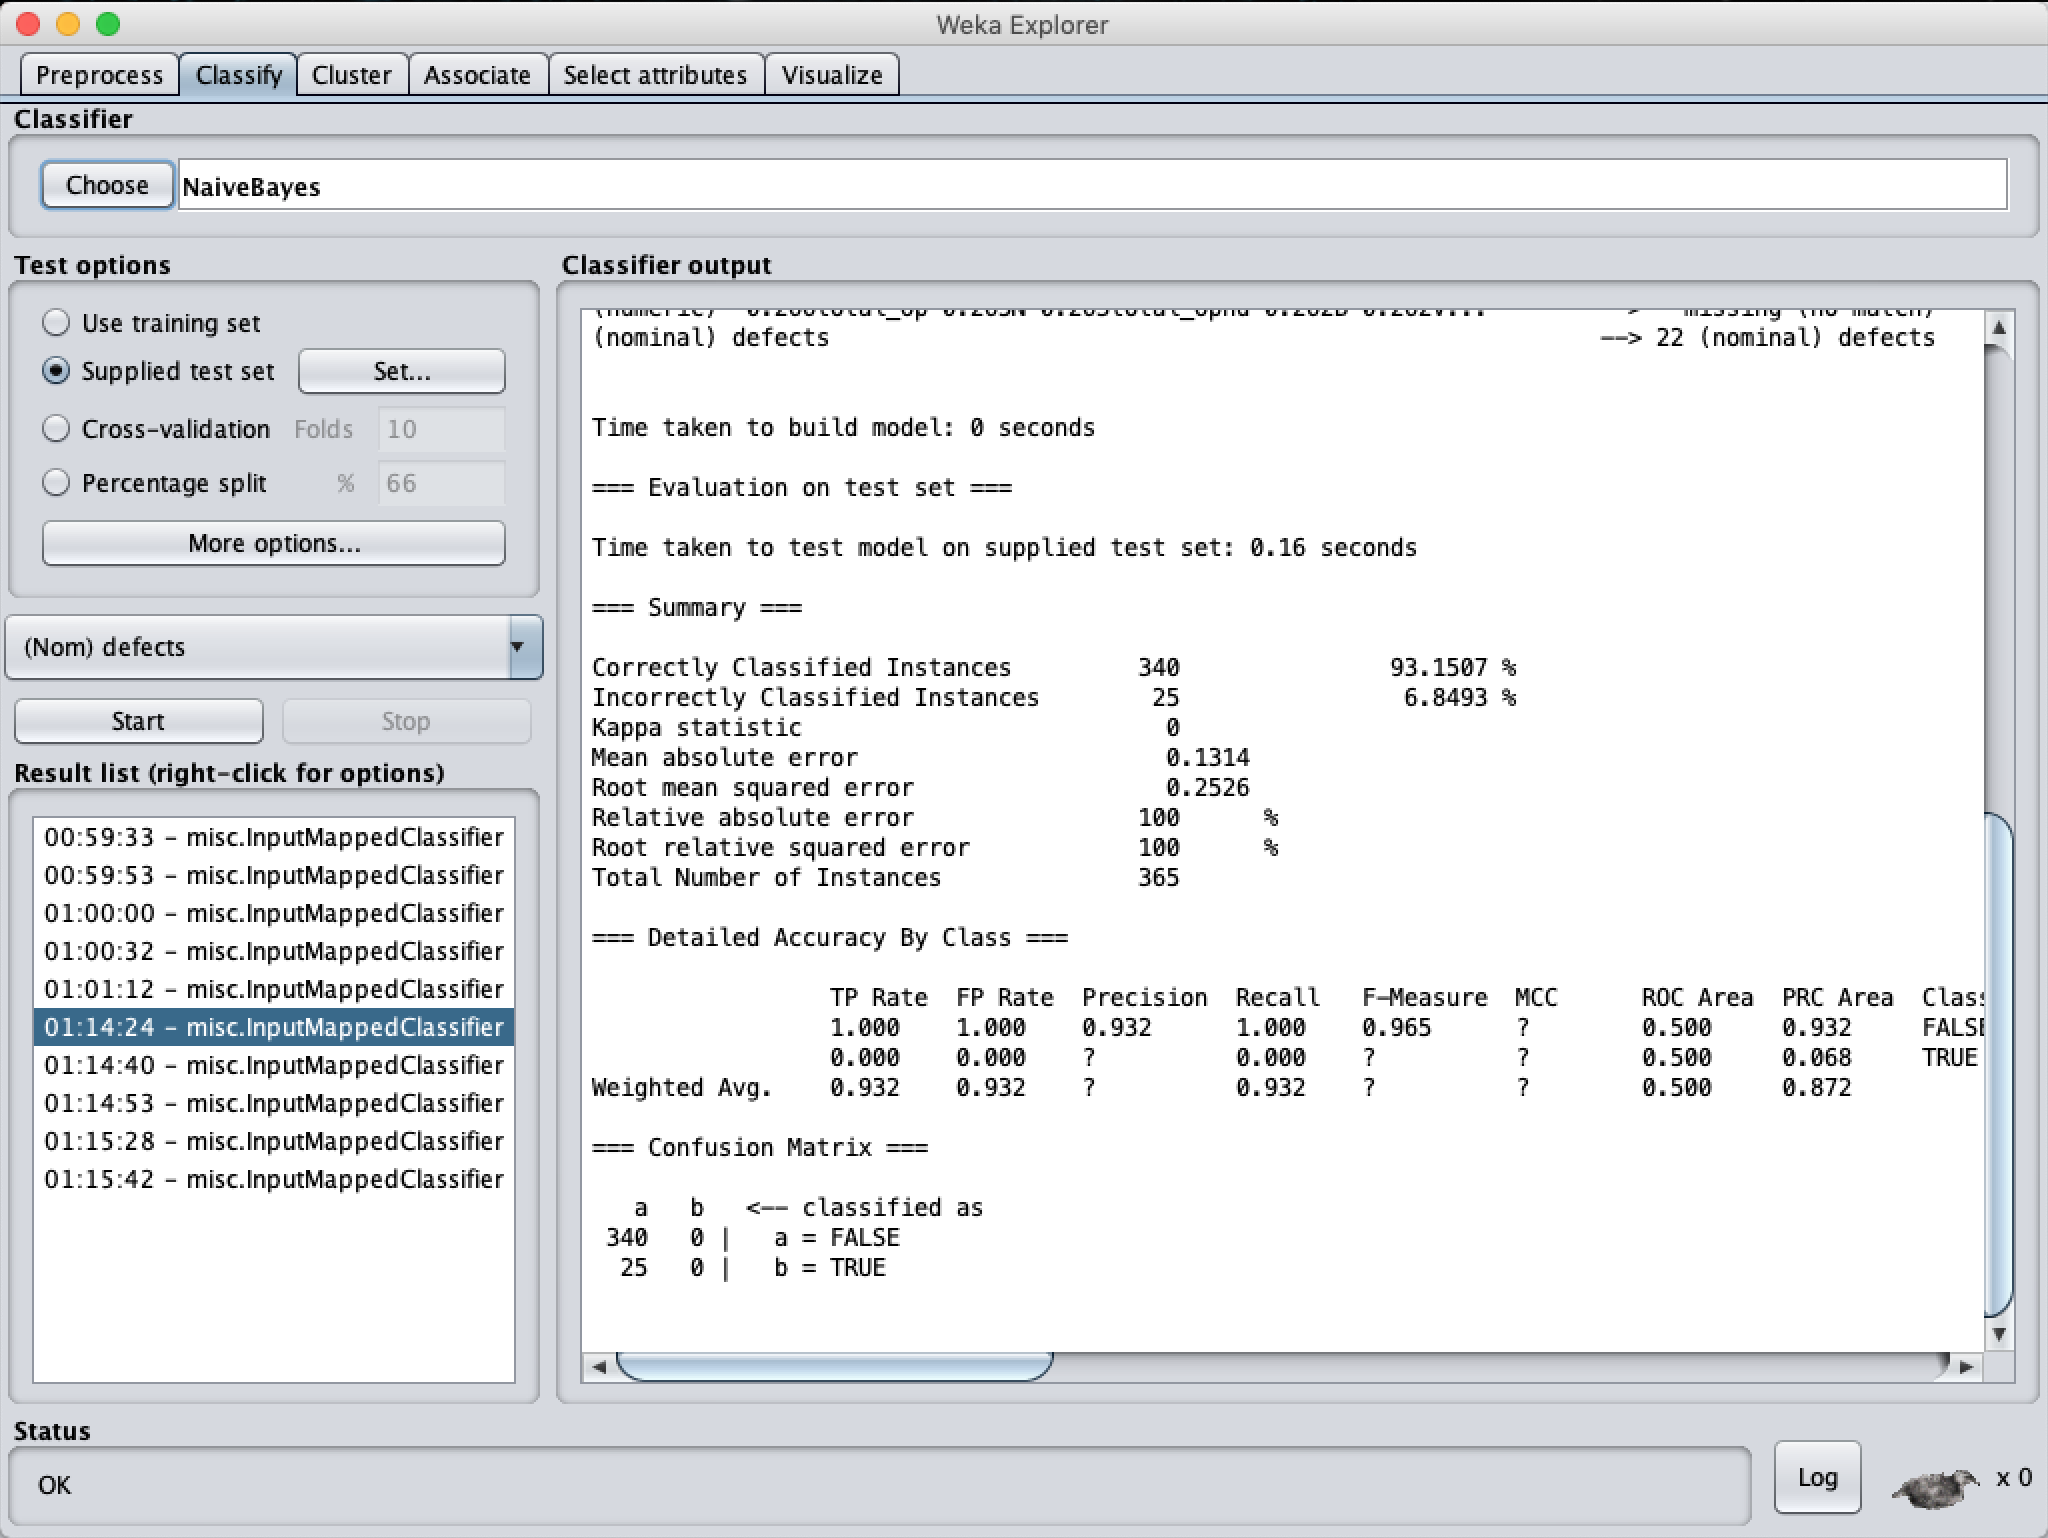 Weka Explorer
Preprocess Classify Cluster Associate Select attributes Visualize
Classifier
Choose NaiveBayes
Test options
Use training set
Supplied test set Set...
Cross-validation Folds 10
Percentage split % 66
More options...
(Nom) defects
Start Stop
Result list (right-click for options)
00:59:33 - misc.InputMappedClassifier
00:59:53 - misc.InputMappedClassifier
01:00:00 - misc.InputMappedClassifier
01:00:32 - misc.InputMappedClassifier
01:01:12 - misc.InputMappedClassifier
01:14:24 - misc.InputMappedClassifier
01:14:40 - misc.InputMappedClassifier
01:14:53 - misc.InputMappedClassifier
01:15:28 - misc.InputMappedClassifier
01:15:42 - misc.InputMappedClassifier
Classifier output
(nominal) defects --> 22 (nominal) defects
Time taken to build model: 0 seconds
=== Evaluation on test set ===
Time taken to test model on supplied test set: 0.16 seconds
=== Summary ===
Correctly Classified Instances 340 93.1507 %
Incorrectly Classified Instances 25 6.8493 %
Kappa statistic 0
Mean absolute error 0.1314
Root mean squared error 0.2526
Relative absolute error 100 %
Root relative squared error 100 %
Total Number of Instances 365
=== Detailed Accuracy By Class ===
TP Rate FP Rate Precision Recall F-Measure MCC ROC Area PRC Area Clas
1.000 1.000 0.932 1.000 0.965 ? 0.500 0.932 FALSE
0.000 0.000 ? 0.000 ? ? 0.500 0.068 TRUE
Weighted Avg. 0.932 0.932 ? 0.932 ? ? 0.500 0.872
=== Confusion Matrix ===
a b <-- classified as
340 0 | a = FALSE
25 0 | b = TRUE
Status
OK
Log
x 0